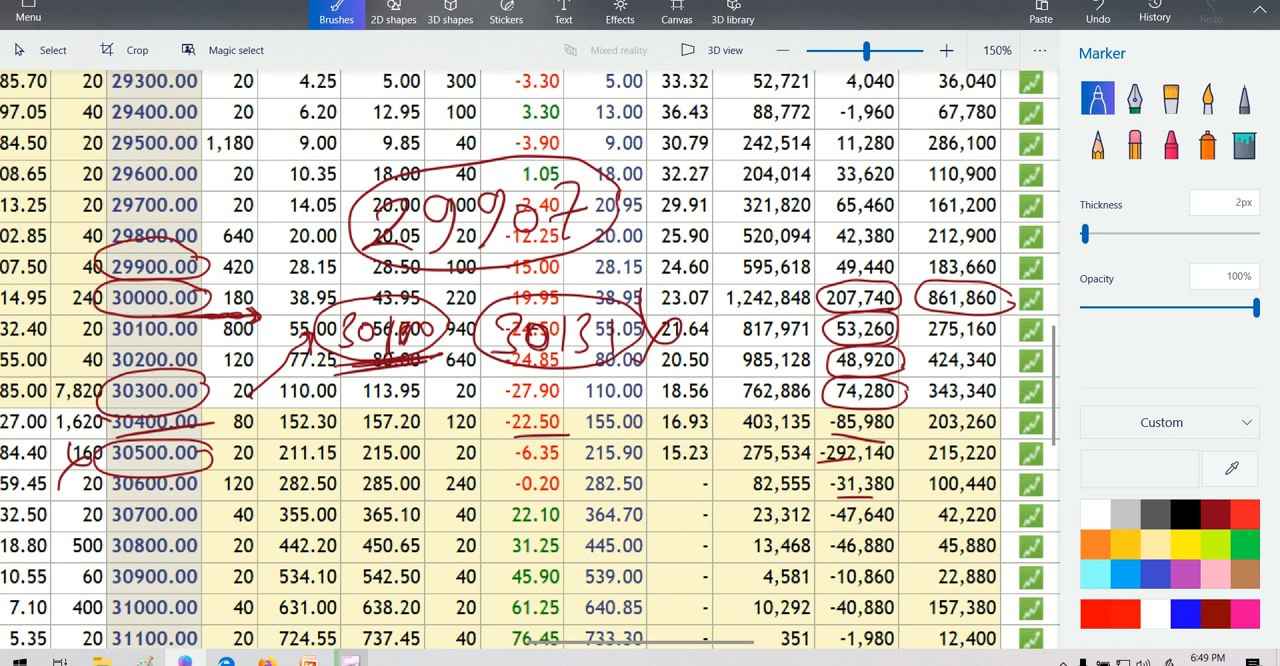 Menu Brushes 2D shapes 3D shapes Stickers Text Effects Canvas 3D library Paste Undo History Redo
Select Crop Magic select Mixed reality 3D view 150% ...
Marker
Thickness 2px
Opacity 100%
Custom
85.70 20 29300.00 20 4.25 5.00 300 -3.30 5.00 33.32 52,721 4,040 36,040
97.05 40 29400.00 20 6.20 12.95 100 3.30 13.00 36.43 88,772 -1,960 67,780
84.50 20 29500.00 1,180 9.00 9.85 40 -3.90 9.00 30.79 242,514 11,280 286,100
08.65 20 29600.00 20 10.35 18.00 40 1.05 18.00 32.27 204,014 33,620 110,900
13.25 20 29700.00 20 14.05 20.00 100 -2.40 20.95 29.91 321,820 65,460 161,200
29907
02.85 40 29800.00 640 20.00 20.05 20 -12.25 20.00 25.90 520,094 42,380 212,900
07.50 40 29900.00 420 28.15 28.50 100 -15.00 28.15 24.60 595,618 49,440 183,660
14.95 240 30000.00 180 38.95 43.95 220 -19.95 38.95 23.07 1,242,848 207,740 861,860
32.40 20 30100.00 800 55.00 940 55.05 21.64 817,971 53,260 275,160
30100 30131
55.00 40 30200.00 120 77.25 80.80 640 -24.85 80.00 20.50 985,128 48,920 424,340
85.00 7,820 30300.00 20 110.00 113.95 20 -27.90 110.00 18.56 762,886 74,280 343,340
27.00 1,620 30400.00 80 152.30 157.20 120 -22.50 155.00 16.93 403,135 -85,980 203,260
84.40 160 30500.00 20 211.15 215.00 20 -6.35 215.90 15.23 275,534 -292,140 215,220
59.45 20 30600.00 120 282.50 285.00 240 -0.20 282.50 - 82,555 -31,380 100,440
32.50 20 30700.00 40 355.00 365.10 40 22.10 364.70 - 23,312 -47,640 42,220
18.80 500 30800.00 20 442.20 450.65 20 31.25 445.00 - 13,468 -46,880 45,880
10.55 60 30900.00 20 534.10 542.50 40 45.90 539.00 - 4,581 -10,860 22,880
7.10 400 31000.00 40 631.00 638.20 20 61.25 640.85 - 10,292 -40,880 157,380
5.35 20 31100.00 20 724.55 737.45 40 76.45 733.30 - 351 -1,980 12,400
6:49 PM